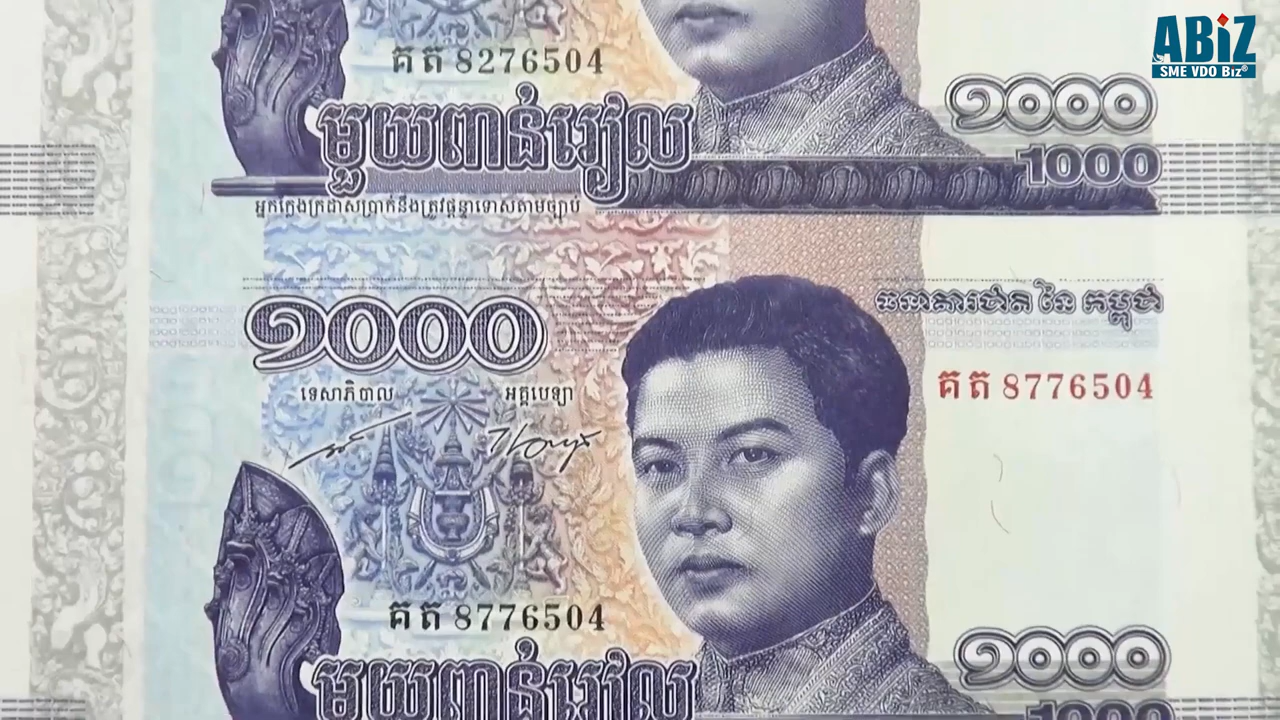 ABiZ
SME VDO Biz®
គត 8276504
មួយពាន់រៀល
១០០០
1000
អ្នកក្លែងក្រដាសប្រាក់នឹងត្រូវផ្តន្ទាទោសតាមច្បាប់
១០០០
ធនាគារជាតិ នៃ កម្ពុជា
ទេសាភិបាល
អគ្គបេឡា
គត 8776504
គត 8776504
មួយពាន់រៀល
១០០០
1000